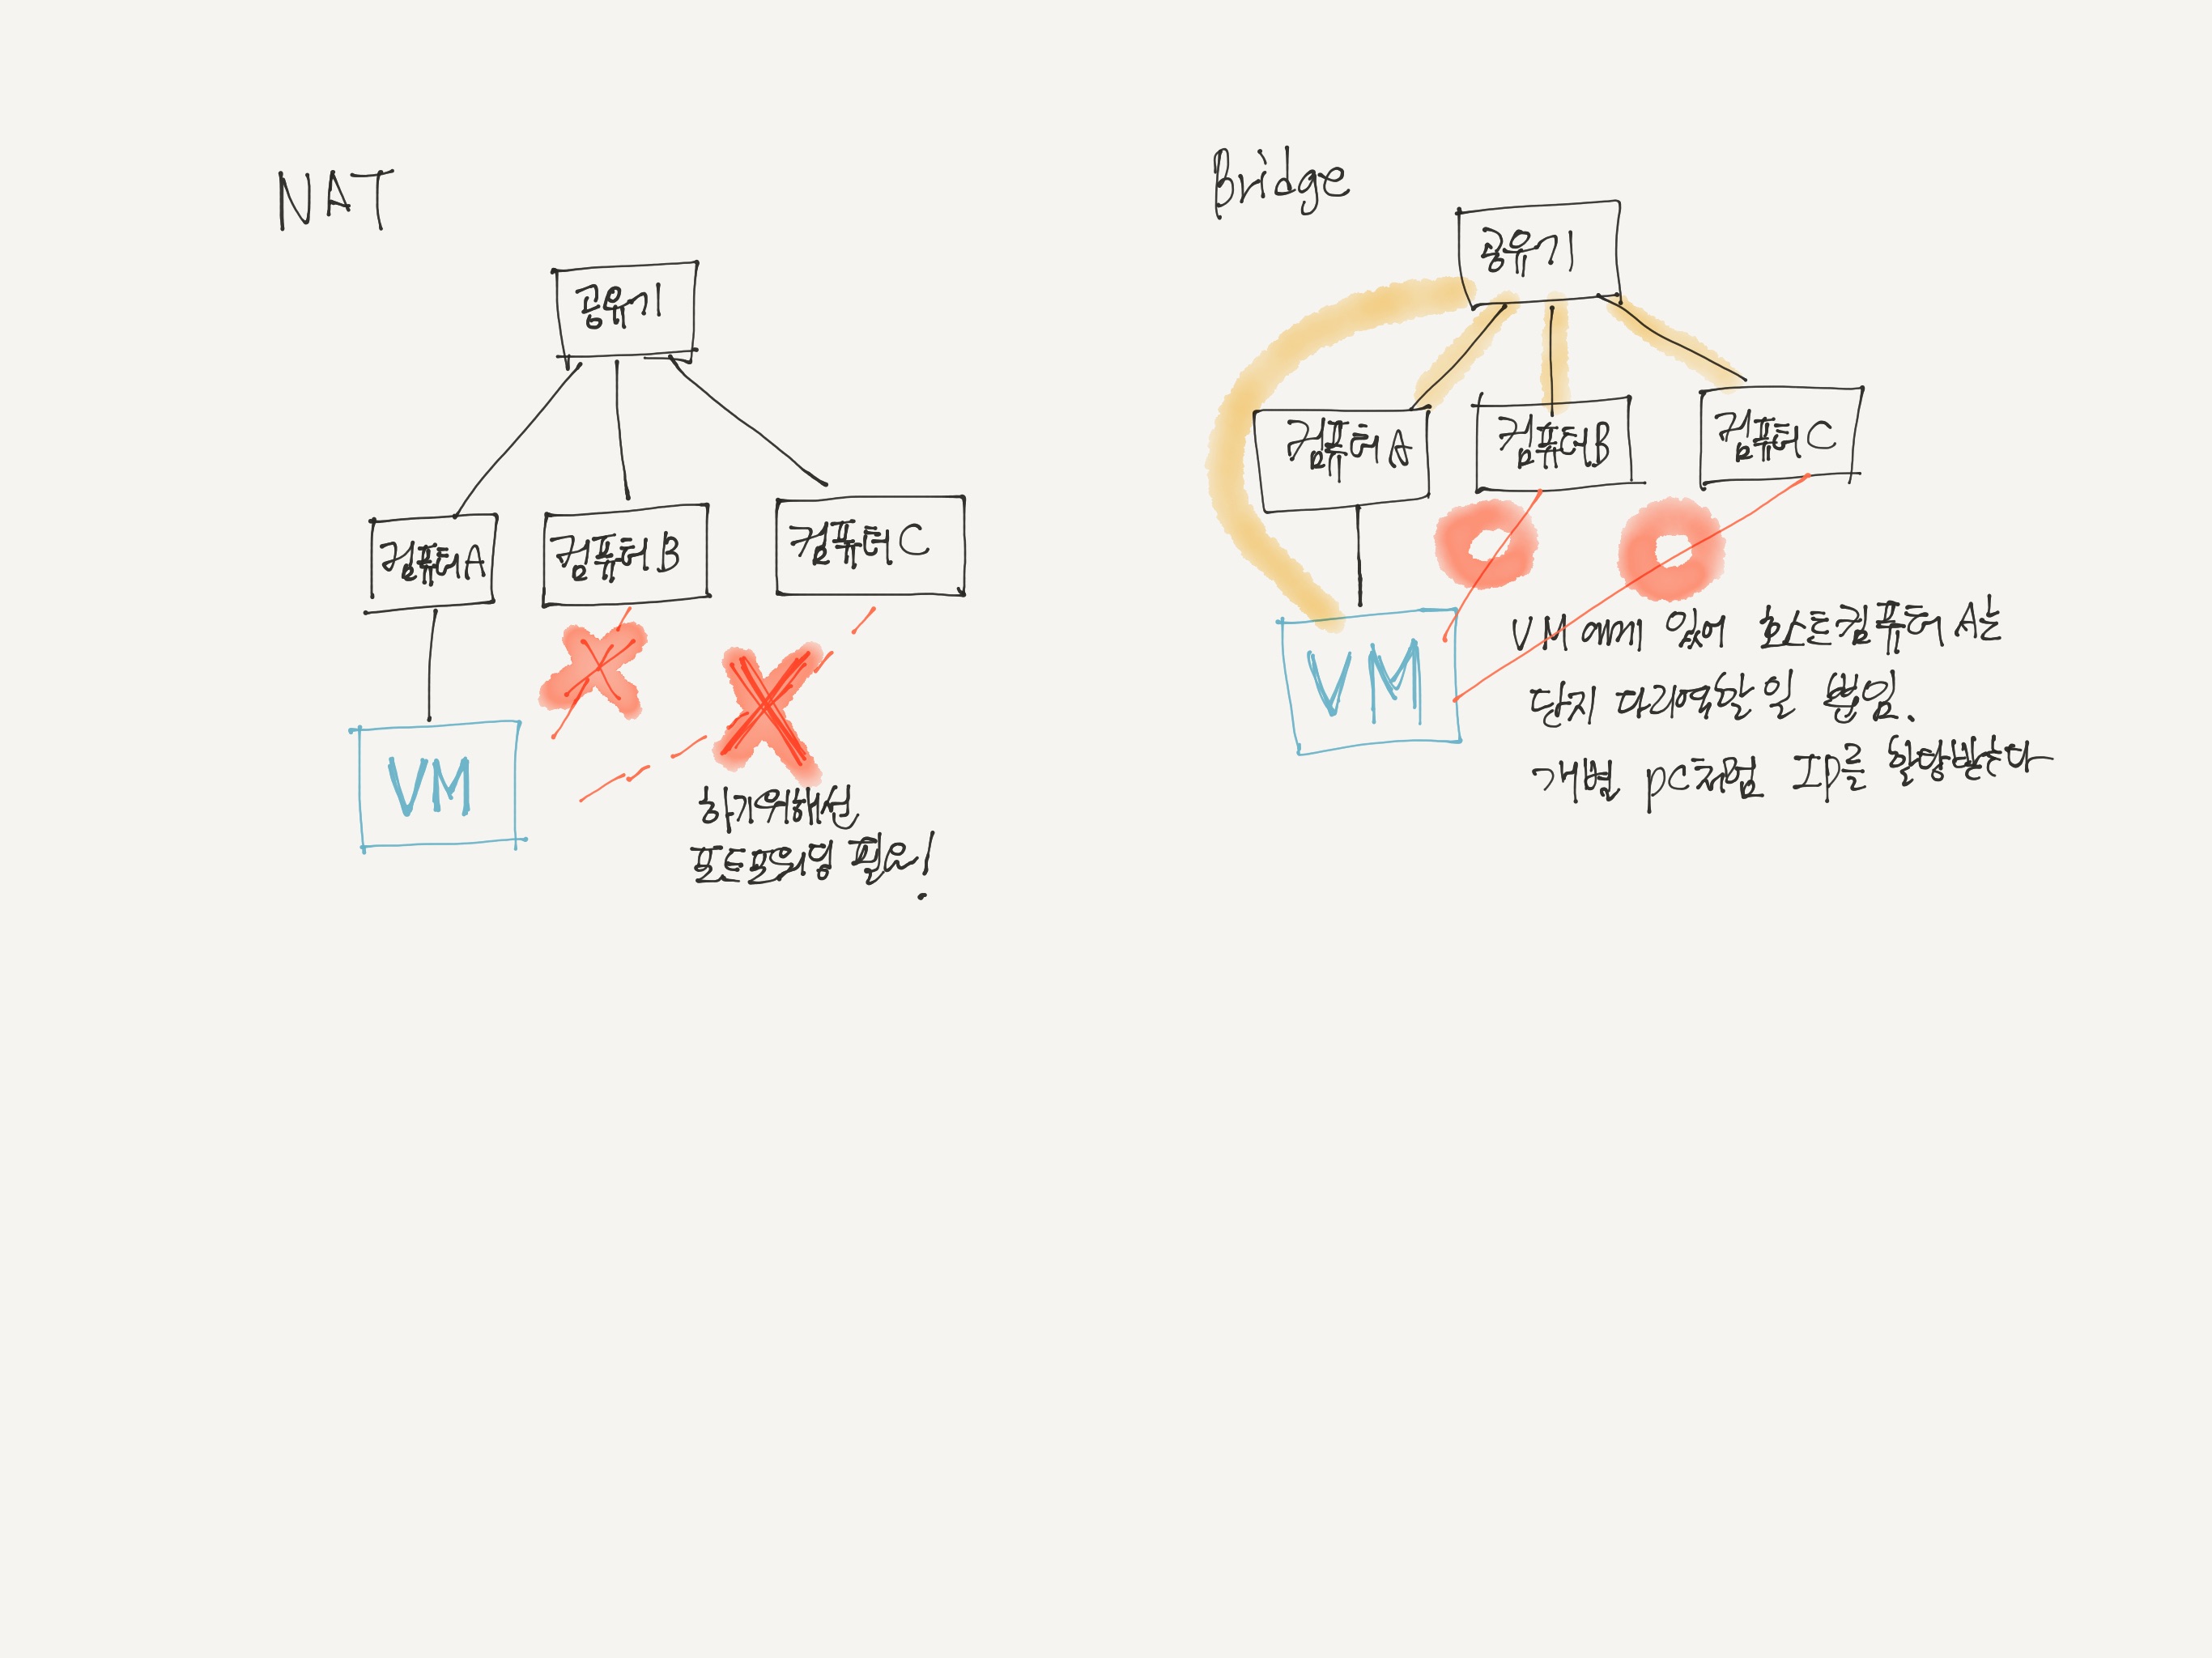 NAT
공유기
컴퓨터A
컴퓨터 B
컴퓨터 C
VM
하기위해선
포트포워딩 필요!
Bridge
공유기
컴퓨터 A
컴퓨터B
컴퓨터 C
VM
VM에게 있어 호스트컴퓨터 A는
단지 다리역할 일 뿐임.
개별 PC처럼 IP를 할당받는다